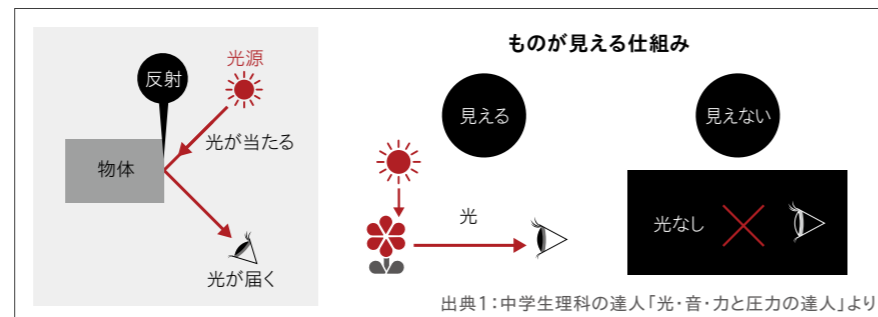 光源
反射
光が当たる
物体
光が届く
ものが見える仕組み
見える
見えない
光
光なし
出典1：中学生理科の達人「光・音・力と圧力の達人」より